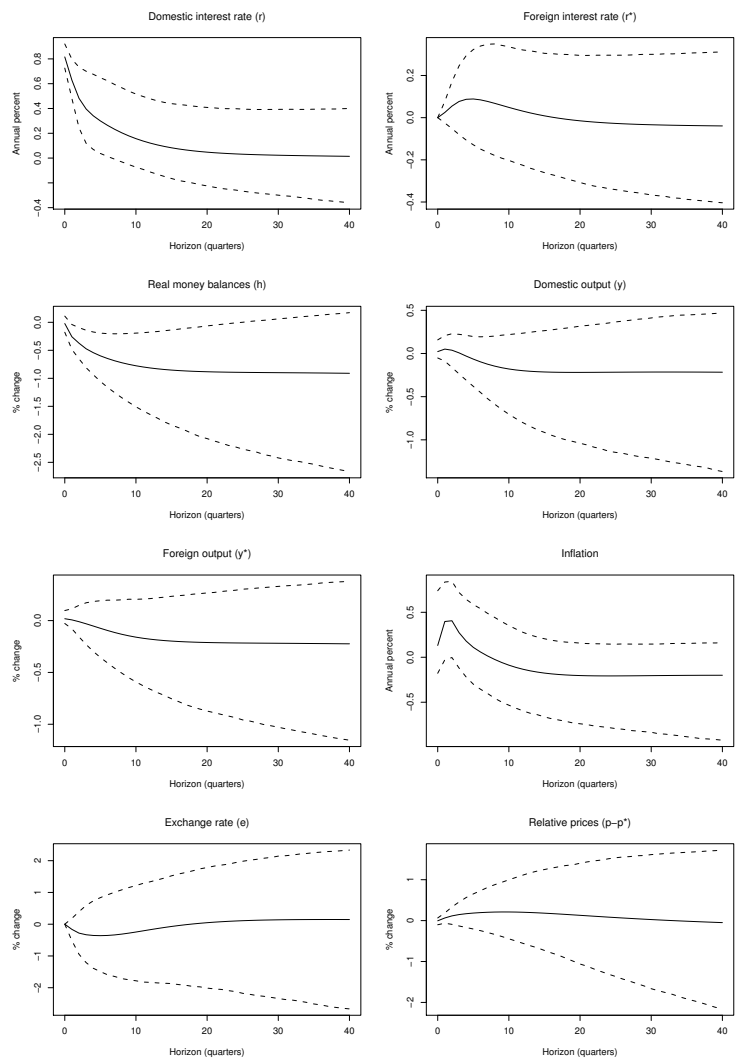 Domestic interest rate (r)
Annual percent
0.8
0.6
0.4
0.2
0.0
−0.4
0 10 20 30 40
Horizon (quarters)
Foreign interest rate (r*)
Annual percent
0.2
0.0
−0.2
−0.4
0 10 20 30 40
Horizon (quarters)
Real money balances (h)
% change
0.0
−0.5
−1.0
−1.5
−2.0
−2.5
0 10 20 30 40
Horizon (quarters)
Domestic output (y)
% change
0.5
0.0
−1.0
0 10 20 30 40
Horizon (quarters)
Foreign output (y*)
% change
0.0
−0.5
−1.0
0 10 20 30 40
Horizon (quarters)
Inflation
Annual percent
0.5
0.0
−0.5
0 10 20 30 40
Horizon (quarters)
Exchange rate (e)
% change
2
1
0
−1
−2
0 10 20 30 40
Horizon (quarters)
Relative prices (p−p*)
% change
1
0
−1
−2
0 10 20 30 40
Horizon (quarters)